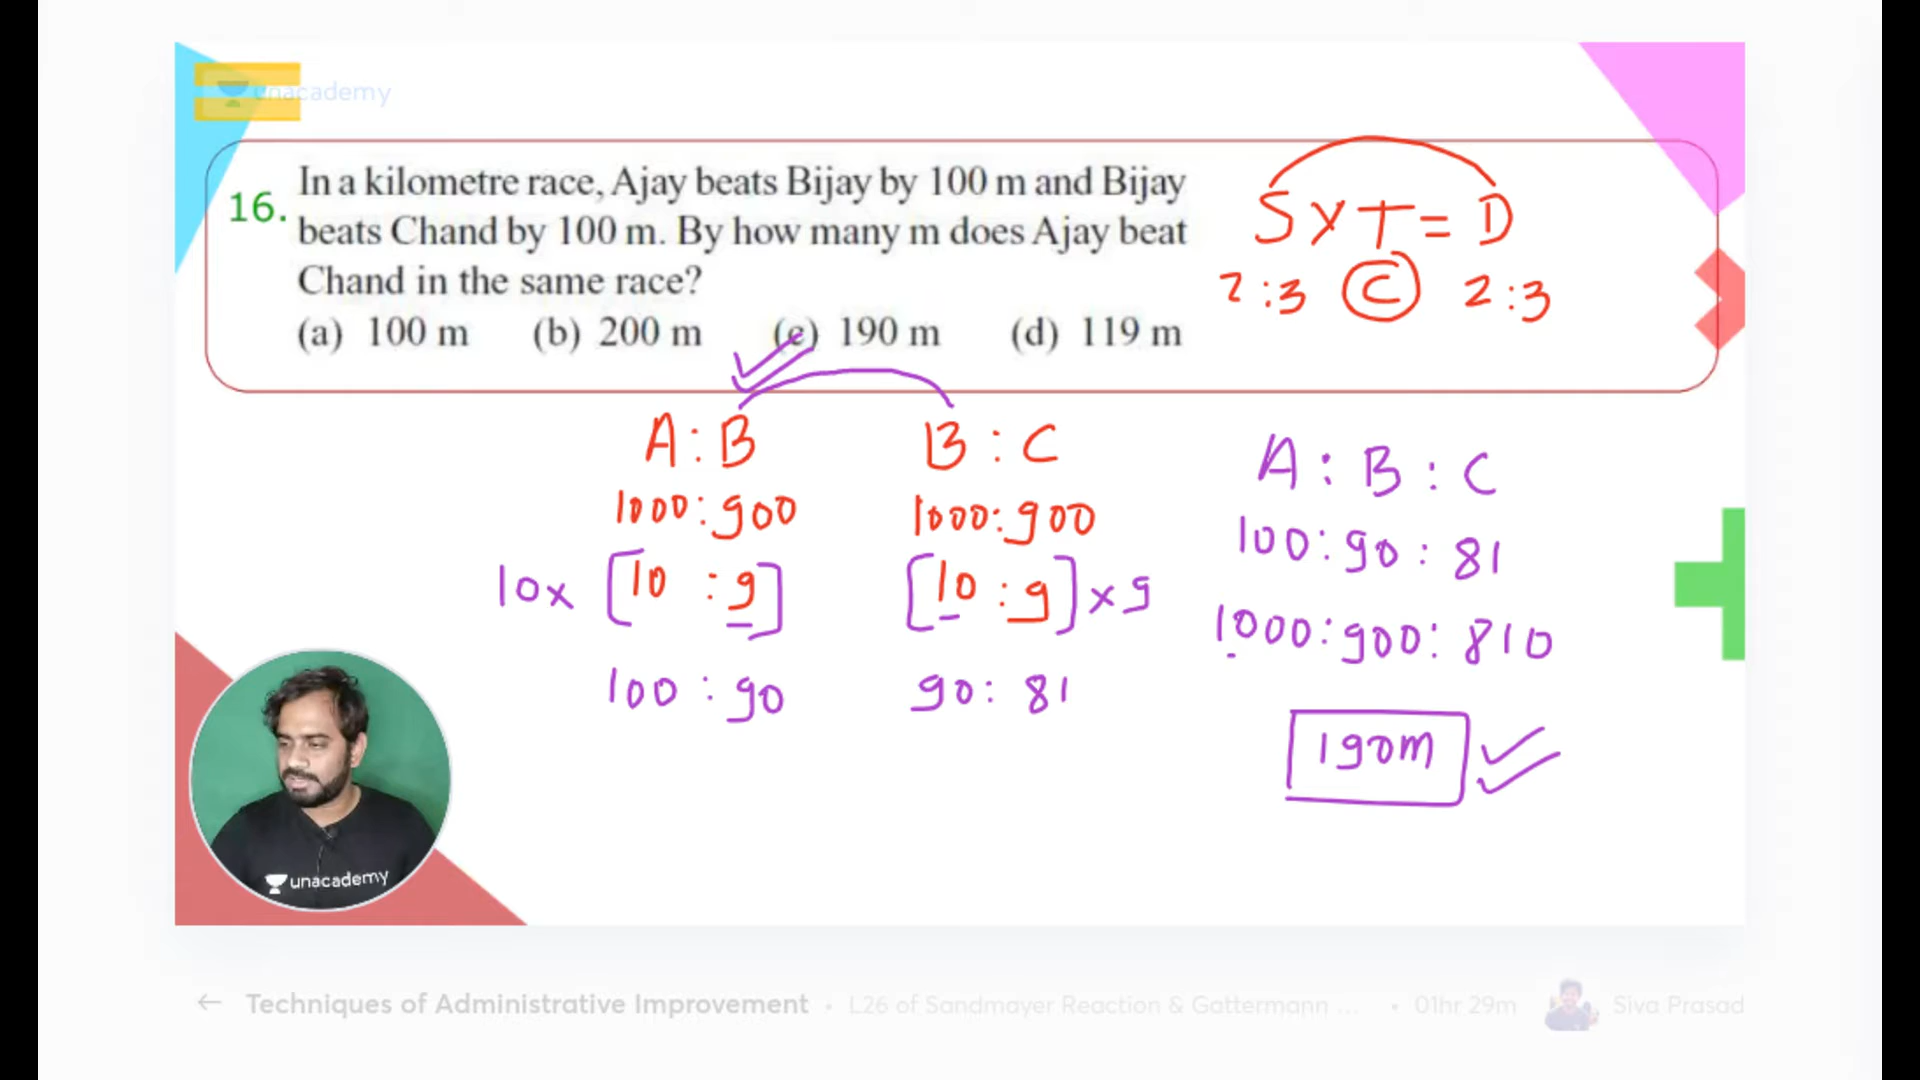 unacademy
16. In a kilometre race, Ajay beats Bijay by 100 m and Bijay
beats Chand by 100 m. By how many m does Ajay beat
Chand in the same race?
(a) 100 m (b) 200 m (c) 190 m (d) 119 m
S X T = D
2:3 C 2:3
A : B
1000 : 900
10x [10 : 9]
100 : 90
B : C
1000 : 900
[10 : 9] x 9
90 : 81
A : B : C
100 : 90 : 81
1000 : 900 : 810
190m
unacademy
← Techniques of Administrative Improvement • L26 of Sandmayer Reaction & Gattermann ... • 01hr 29m Siva Prasad